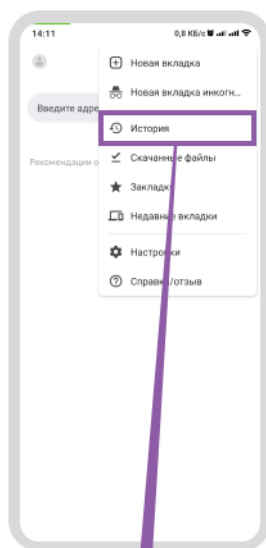 14:11
0,8 КБ/с
Новая вкладка
Новая вкладка инкогн...
Введите адре
История
Рекомендации о
Скачанные файлы
Закладки
Недавние вкладки
Настройки
Справка/отзыв